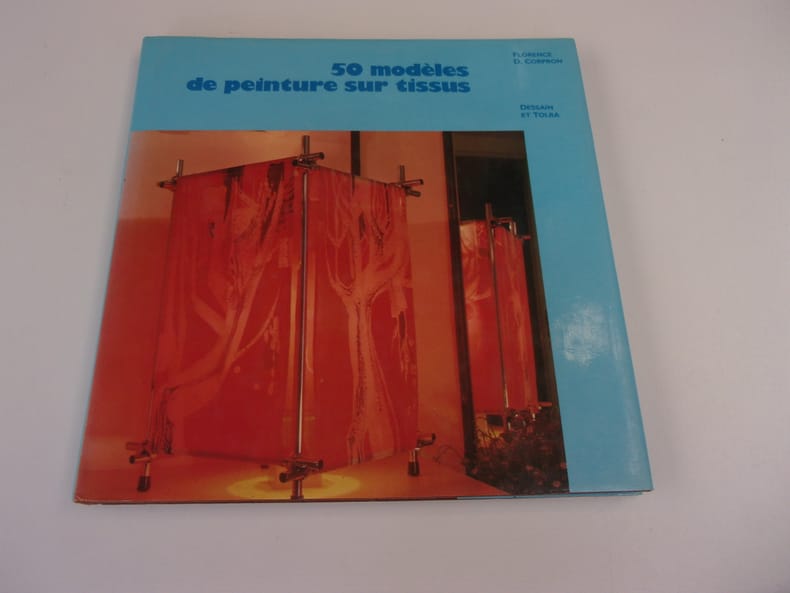 50 modèles
de peinture sur tissus
Florence
D. Corpron
Dessain
et Tolra